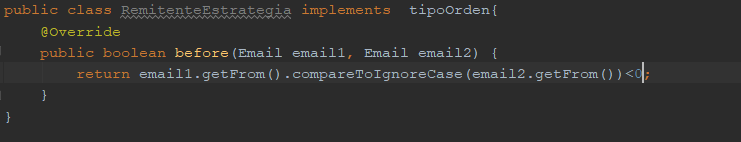 public class RemitenteEstrategia implements  tipoOrden{
    @Override
    public boolean before(Email email1, Email email2) {
        return email1.getFrom().compareToIgnoreCase(email2.getFrom())<0;
    }
}